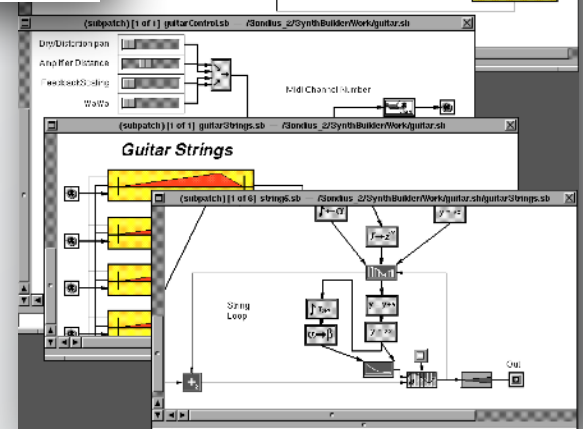 (subpatch) [1 of 1] guitarControl.sb — /Sondius_2/SynthBuilder/Work/guitar.sb
Dry/Distortion pan
Amplifier Distance
FeedbackScaling
WaWa
Midi Channel Number
(subpatch) [1 of 1] guitarStrings.sb — /Sondius_2/SynthBuilder/Work/guitar.sb
Guitar Strings
(subpatch) [1 of 6] string6.sb — /Sondius_2/SynthBuilder/Work/guitar.sb/guitarStrings.sb
String
Loop
α→β
Out